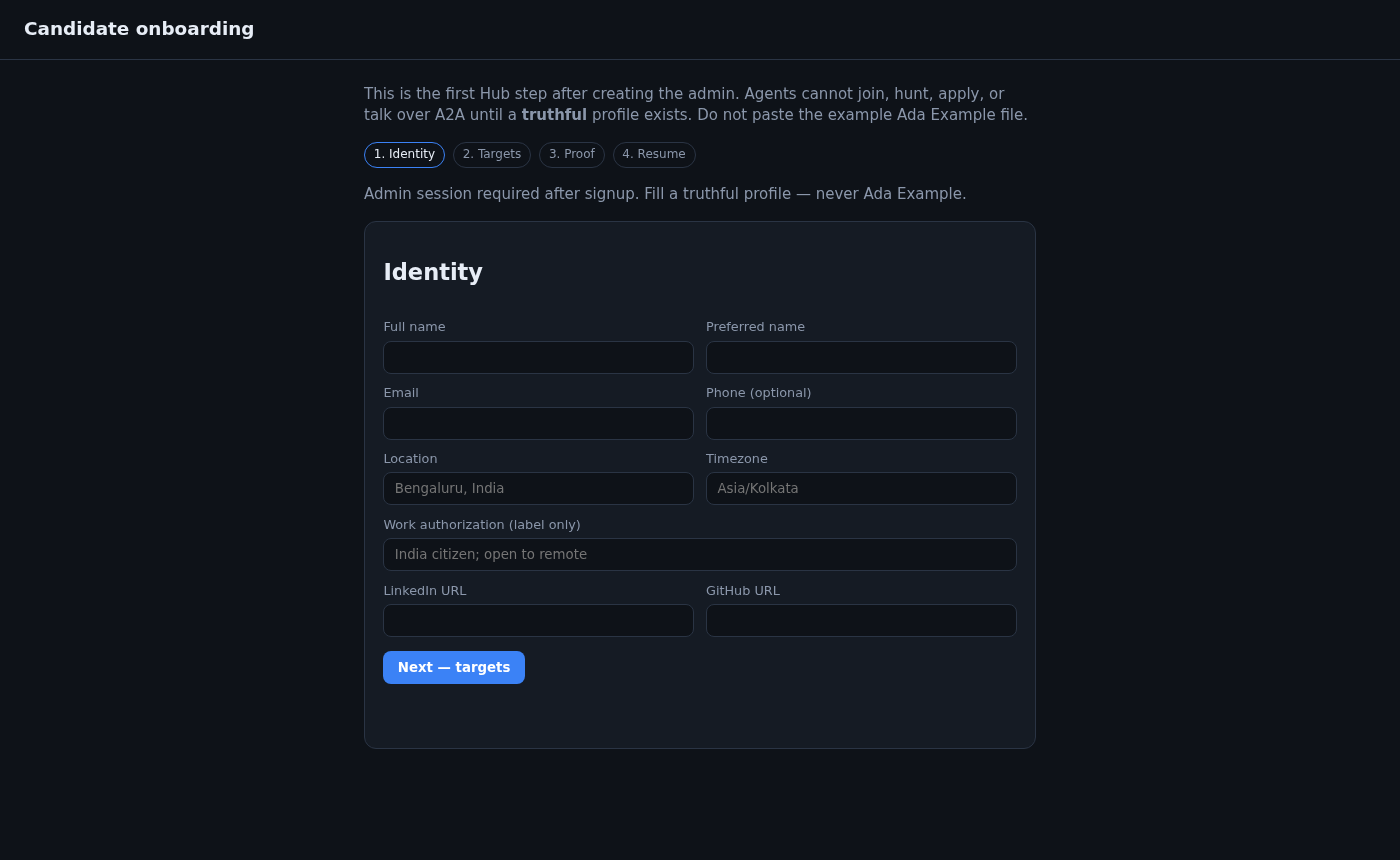 Candidate onboarding
This is the first Hub step after creating the admin. Agents cannot join, hunt, apply, or
talk over A2A until a truthful profile exists. Do not paste the example Ada Example file.
1. Identity 2. Targets 3. Proof 4. Resume
Admin session required after signup. Fill a truthful profile — never Ada Example.
Identity
Full name Preferred name
Email Phone (optional)
Location Timezone
Bengaluru, India Asia/Kolkata
Work authorization (label only)
India citizen; open to remote
LinkedIn URL GitHub URL
Next — targets